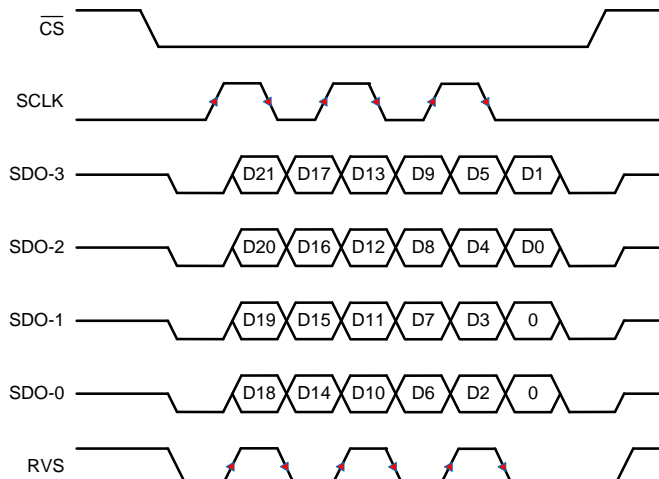 C̅S̅
SCLK
SDO-3 D21 D17 D13 D9 D5 D1
SDO-2 D20 D16 D12 D8 D4 D0
SDO-1 D19 D15 D11 D7 D3 0
SDO-0 D18 D14 D10 D6 D2 0
RVS